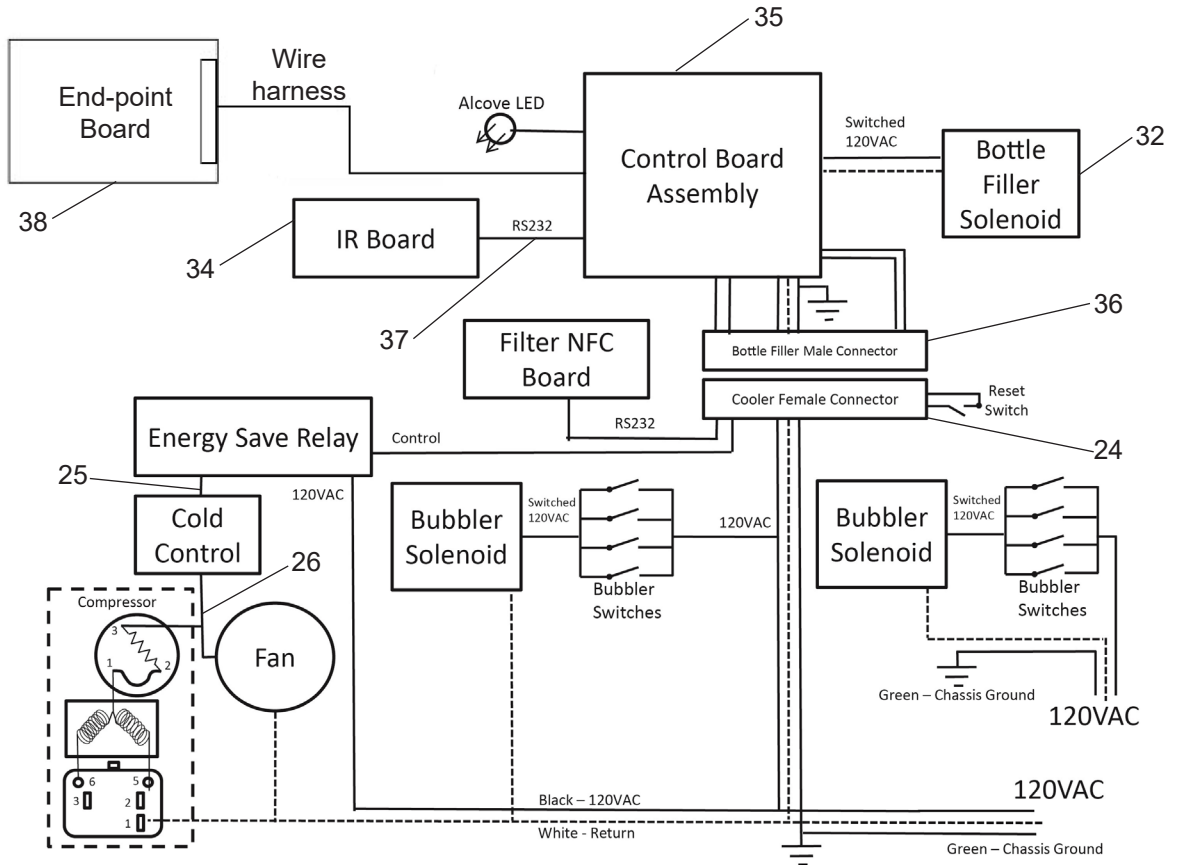 35
Wire
harness
End-point
Board
38
Alcove LED
Control Board
Assembly
Switched
120VAC
Bottle
Filler
Solenoid
32
IR Board
RS232
34
37
36
Filter NFC
Board
Bottle Filler Male Connector
Cooler Female Connector
Reset
Switch
24
RS232
Energy Save Relay
Control
25
120VAC
Cold
Control
Bubbler
Solenoid
Switched
120VAC
120VAC
Bubbler
Switches
Bubbler
Solenoid
Switched
120VAC
Bubbler
Switches
26
Compressor
3
1
2
Fan
Green – Chassis Ground
120VAC
6
5
3
2
1
Black – 120VAC
120VAC
White - Return
Green – Chassis Ground